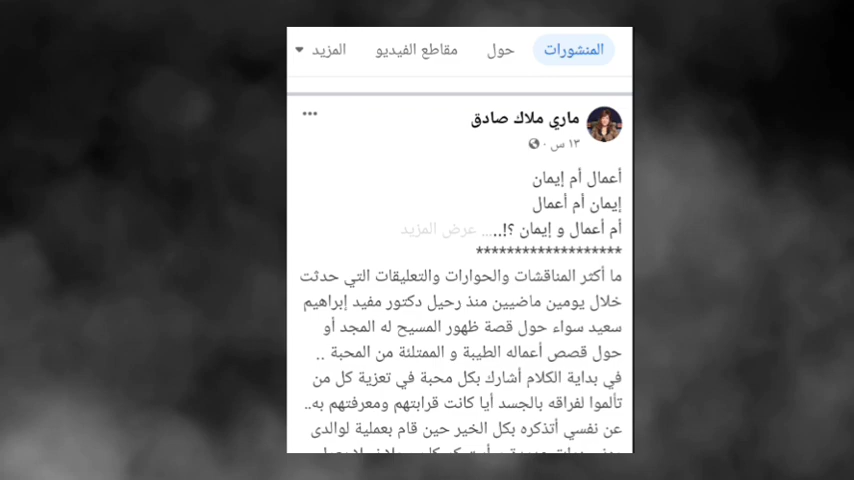 المنشورات
حول
مقاطع الفيديو
المزيد
ماري ملاك صادق
١٣ س
أعمال أم إيمان
إيمان أم أعمال
أم أعمال و إيمان ؟!..... عرض المزيد
*******************
ما أكثر المناقشات والحوارات والتعليقات التي حدثت
خلال يومين ماضيين منذ رحيل دكتور مفيد إبراهيم
سعيد سواء حول قصة ظهور المسيح له المجد أو
حول قصص أعماله الطيبة و الممتلئة من المحبة ..
في بداية الكلام أشارك بكل محبة في تعزية كل من
تألموا لفراقه بالجسد أيا كانت قرابتهم ومعرفتهم به..
عن نفسي أتذكره بكل الخير حين قام بعملية لوالدى